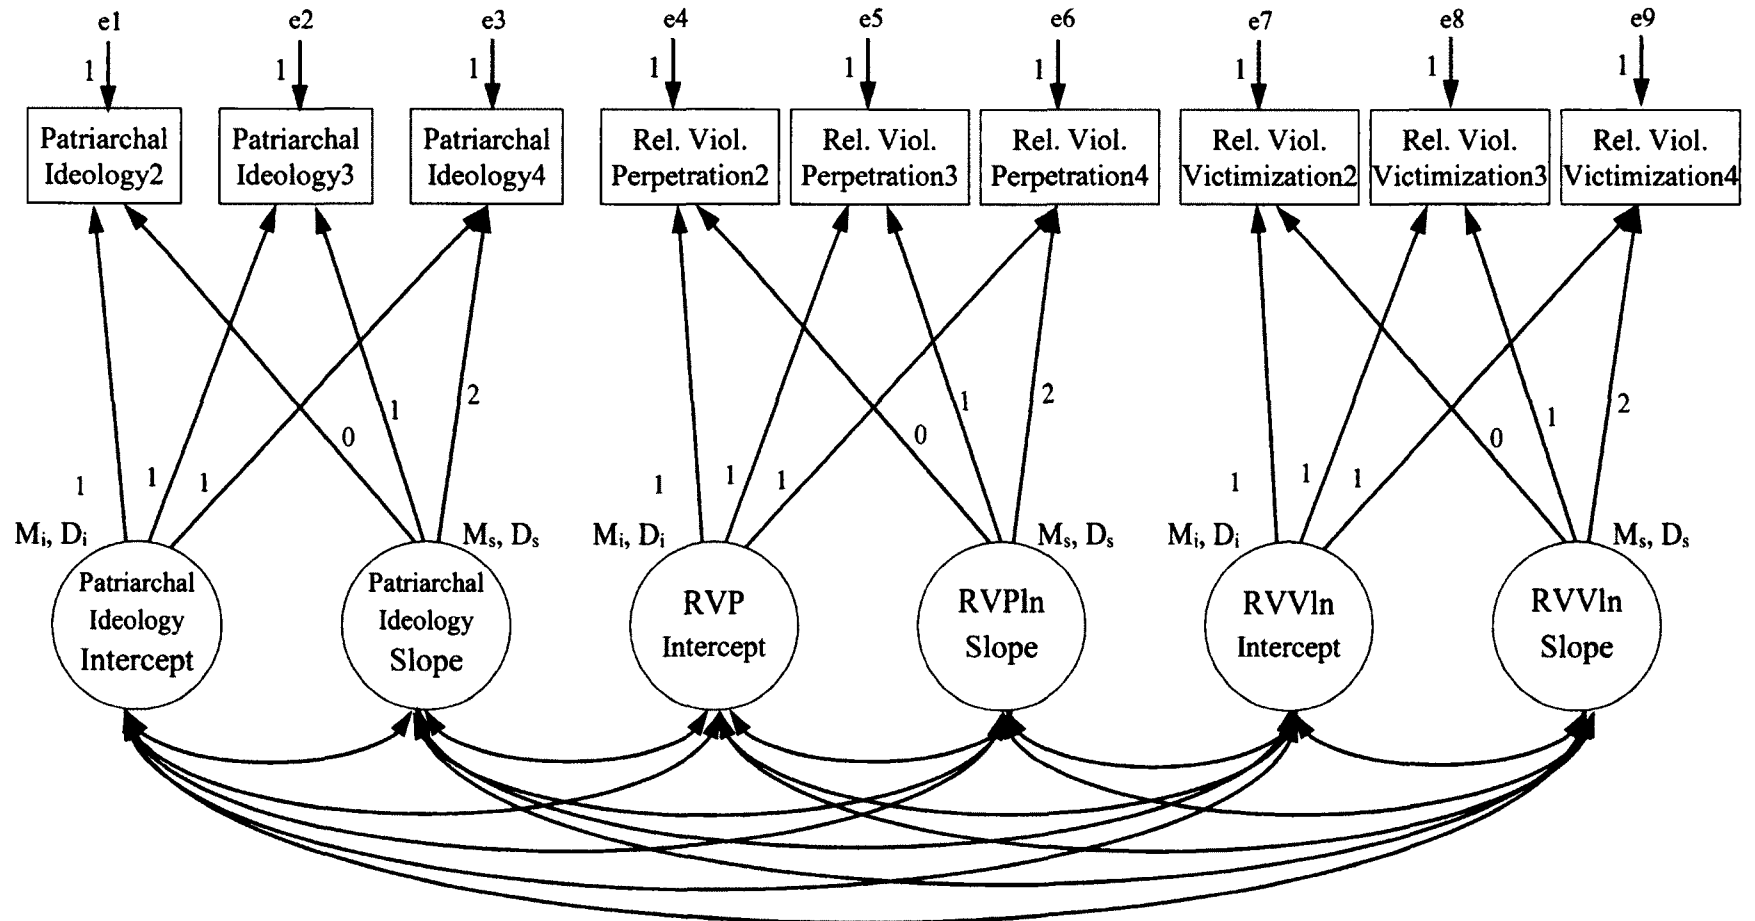 e1 e2 e3 e4 e5 e6 e7 e8 e9
1 1 1 1 1 1 1 1 1
Patriarchal
Ideology2
Patriarchal
Ideology3
Patriarchal
Ideology4
Rel. Viol.
Perpetration2
Rel. Viol.
Perpetration3
Rel. Viol.
Perpetration4
Rel. Viol.
Victimization2
Rel. Viol.
Victimization3
Rel. Viol.
Victimization4
1 1 1 0 1 2
1 1 1 0 1 2
1 1 1 0 1 2
Mi, Di
Ms, Ds
Mi, Di
Ms, Ds
Mi, Di
Ms, Ds
Patriarchal
Ideology
Intercept
Patriarchal
Ideology
Slope
RVP
Intercept
RVPln
Slope
RVVln
Intercept
RVVln
Slope